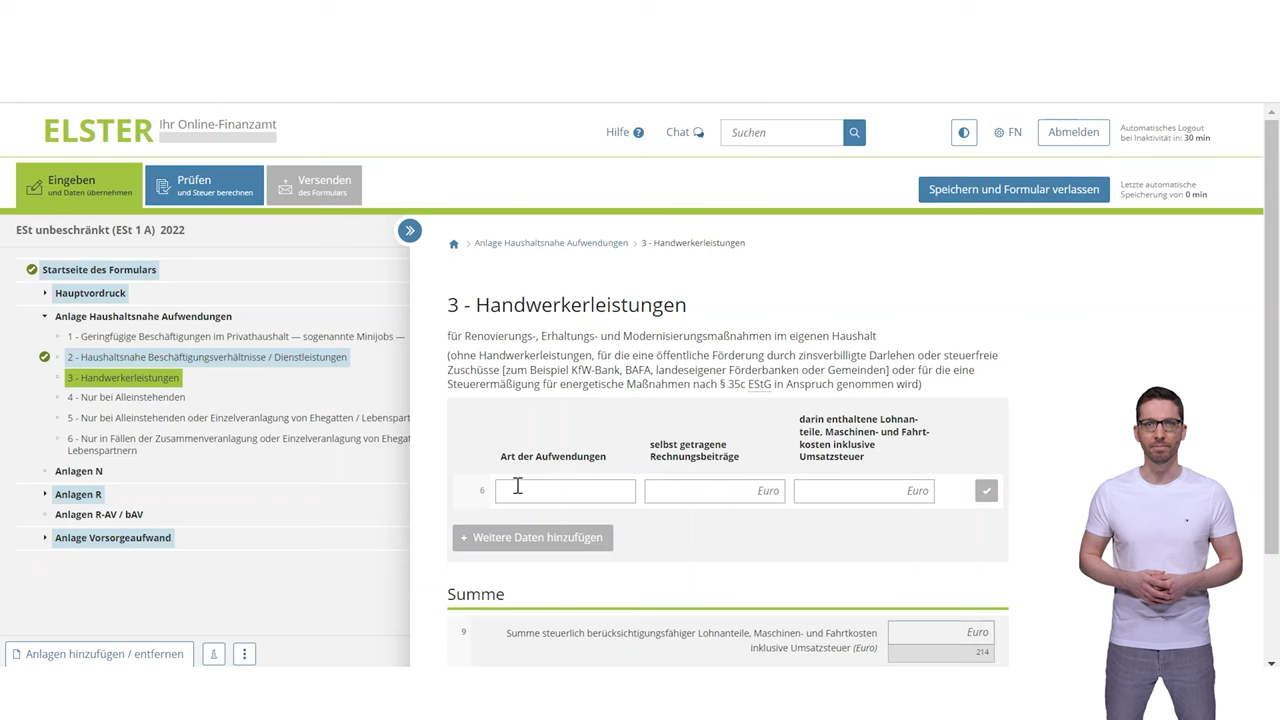 ELSTER
Ihr Online-Finanzamt
Hilfe ?
Chat
Suchen
FN
Abmelden
Automatisches Logout
bei Inaktivität in: 30 min
Eingeben
und Daten übernehmen
Prüfen
und Steuer berechnen
Versenden
des Formulars
Speichern und Formular verlassen
Letzte automatische
Speicherung vor: 0 min
ESt unbeschränkt (ESt 1 A) 2022
Startseite des Formulars
Hauptvordruck
Anlage Haushaltsnahe Aufwendungen
1 - Geringfügige Beschäftigungen im Privathaushalt — sogenannte Minijobs —
2 - Haushaltsnahe Beschäftigungsverhältnisse / Dienstleistungen
3 - Handwerkerleistungen
4 - Nur bei Alleinstehenden
5 - Nur bei Alleinstehenden oder Einzelveranlagung von Ehegatten / Lebenspart
6 - Nur in Fällen der Zusammenveranlagung oder Einzelveranlagung von Ehegat
Lebenspartnern
Anlagen N
Anlagen R
Anlagen R-AV / bAV
Anlage Vorsorgeaufwand
Anlagen hinzufügen / entfernen
Anlage Haushaltsnahe Aufwendungen > 3 - Handwerkerleistungen
3 - Handwerkerleistungen
für Renovierungs-, Erhaltungs- und Modernisierungsmaßnahmen im eigenen Haushalt
(ohne Handwerkerleistungen, für die eine öffentliche Förderung durch zinsverbilligte Darlehen oder steuerfreie
Zuschüsse [zum Beispiel KfW-Bank, BAFA, landeseigener Förderbanken oder Gemeinden] oder für die eine
Steuerermäßigung für energetische Maßnahmen nach § 35c EStG in Anspruch genommen wird)
Art der Aufwendungen
selbst getragene
Rechnungsbeiträge
darin enthaltene Lohnan-
teile, Maschinen- und Fahrt-
kosten inklusive
Umsatzsteuer
6
Euro
Euro
+ Weitere Daten hinzufügen
Summe
9
Summe steuerlich berücksichtigungsfähiger Lohnanteile, Maschinen- und Fahrtkosten
inklusive Umsatzsteuer (Euro)
Euro
214